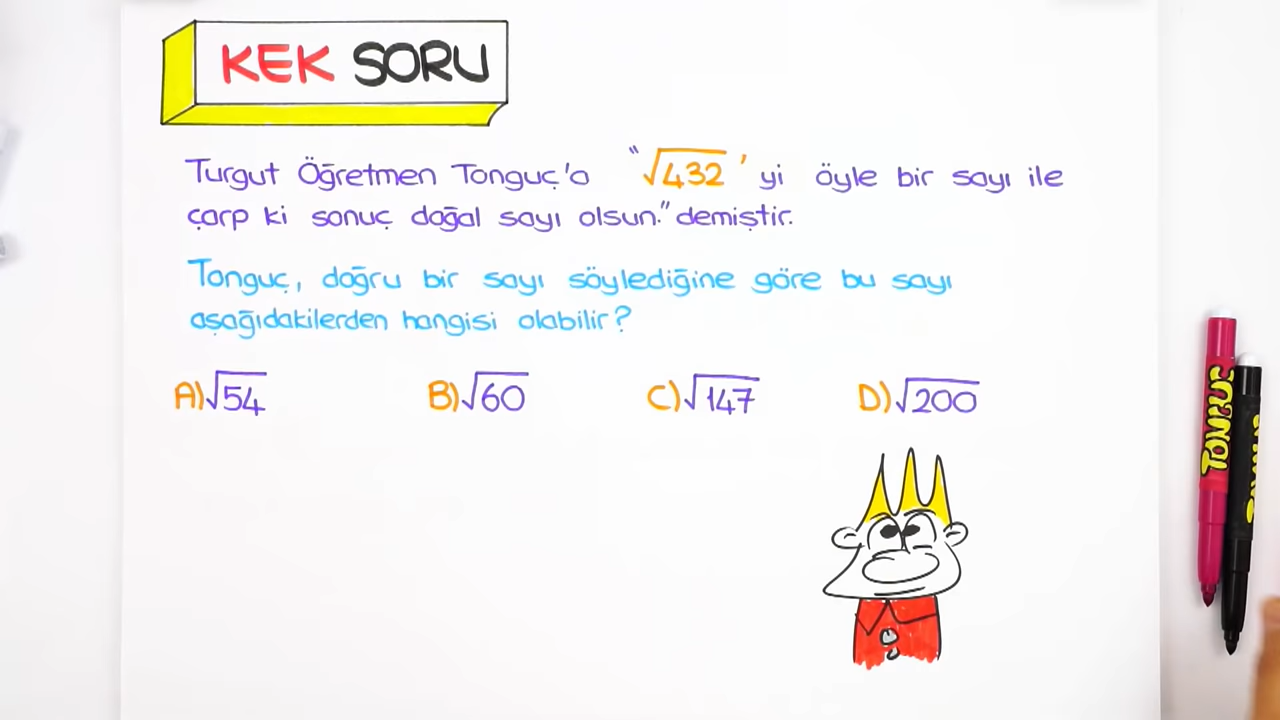 KEK SORU
Turgut Öğretmen Tonguç'a "√432 'yi öyle bir sayı ile
çarp ki sonuç doğal sayı olsun." demiştir.
Tonguç, doğru bir sayı söylediğine göre bu sayı
aşağıdakilerden hangisi olabilir?
A) √54 B) √60 C) √147 D) √200
TONGUÇ